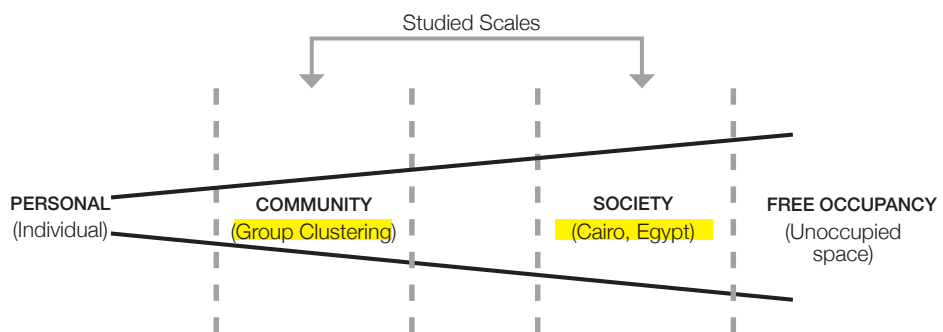 Studied Scales
PERSONAL
(Individual)
COMMUNITY
(Group Clustering)
SOCIETY
(Cairo, Egypt)
FREE OCCUPANCY
(Unoccupied
space)